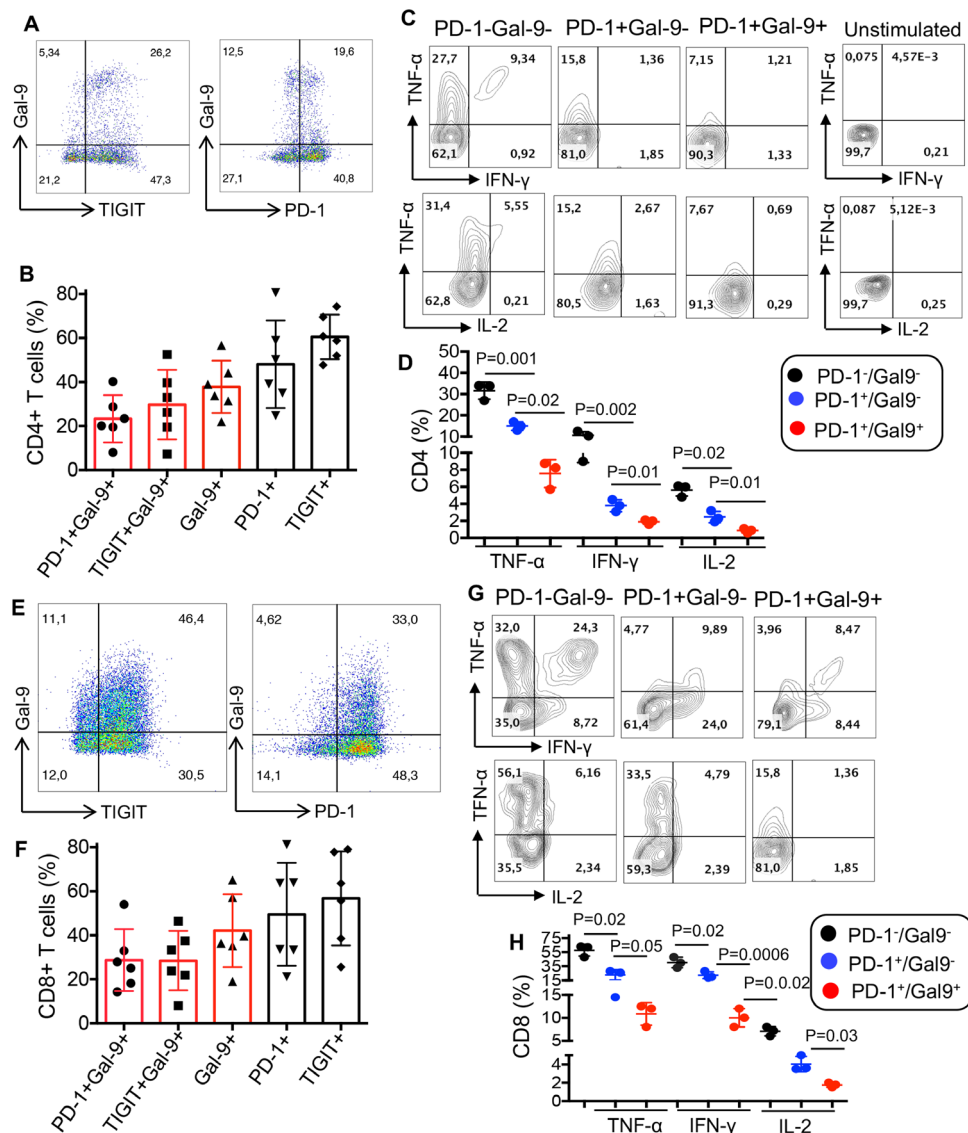 A
5,34 26,2
21,2 47,3
Gal-9
TIGIT
12,5 19,6
27,1 40,8
Gal-9
PD-1
C
PD-1-Gal-9- PD-1+Gal-9- PD-1+Gal-9+ Unstimulated
TNF-α
27,7 9,34
62,1 0,92
15,8 1,36
81,0 1,85
7,15 1,21
90,3 1,33
IFN-γ
TNF-α
0,075 4,57E-3
99,7 0,21
IFN-γ
TNF-α
31,4 5,55
62,8 0,21
15,2 2,67
80,5 1,63
7,67 0,69
91,3 0,29
IL-2
TFN-α
0,087 5,12E-3
99,7 0,25
IL-2
B
CD4+ T cells (%)
80
60
40
20
0
PD-1+Gal-9+
TIGIT+Gal-9+
Gal-9+
PD-1+
TIGIT+
D
CD4 (%)
50
40
30
20
10
8
6
4
2
0
P=0.001
P=0.02
P=0.002
P=0.01
P=0.02
P=0.01
TNF-α IFN-γ IL-2
PD-1-/Gal9-
PD-1+/Gal9-
PD-1+/Gal9+
E
11,1 46,4
12,0 30,5
Gal-9
TIGIT
4,62 33,0
14,1 48,3
Gal-9
PD-1
G
PD-1-Gal-9- PD-1+Gal-9- PD-1+Gal-9+
TNF-α
32,0 24,3
35,0 8,72
4,77 9,89
61,4 24,0
3,96 8,47
79,1 8,44
IFN-γ
TFN-α
56,1 6,16
35,5 2,34
33,5 4,79
59,3 2,39
15,8 1,36
81,0 1,85
IL-2
F
CD8+ T cells (%)
80
60
40
20
0
PD-1+Gal-9+
TIGIT+Gal-9+
Gal-9+
PD-1+
TIGIT+
H
CD8 (%)
75
65
55
45
35
25
15
15
10
5
4
2
0
P=0.02
P=0.05
P=0.02
P=0.0006
P=0.002
P=0.03
TNF-α IFN-γ IL-2
PD-1-/Gal9-
PD-1+/Gal9-
PD-1+/Gal9+